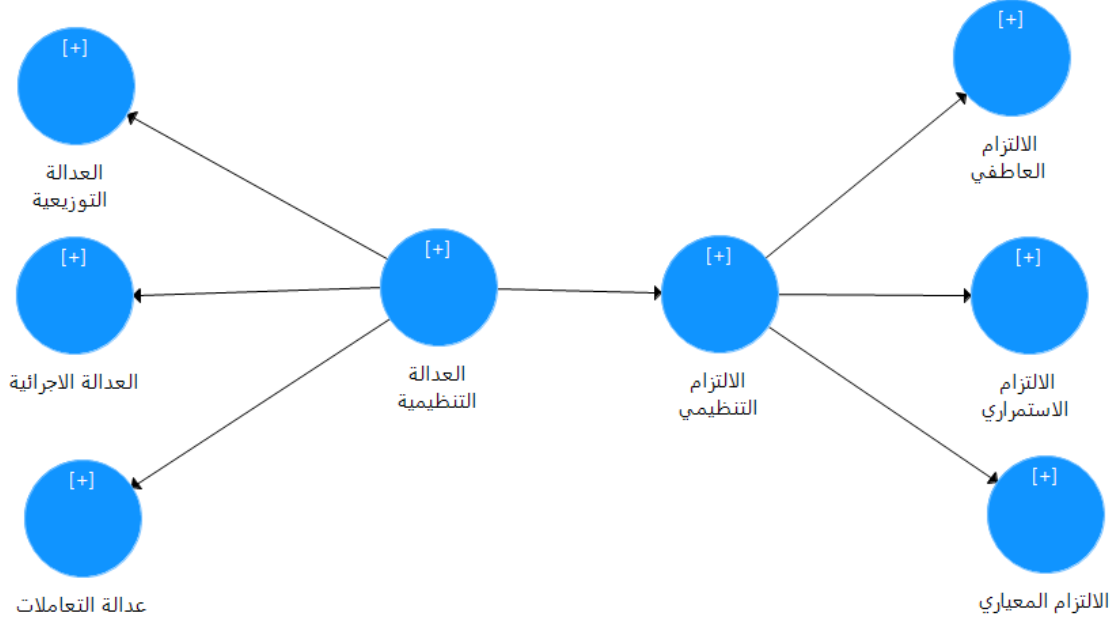 [+]
العدالة
التوزيعية
[+]
العدالة الاجرائية
[+]
عدالة التعاملات
[+]
العدالة
التنظيمية
[+]
الالتزام
التنظيمي
[+]
الالتزام
العاطفي
[+]
الالتزام
الاستمراري
[+]
الالتزام المعياري